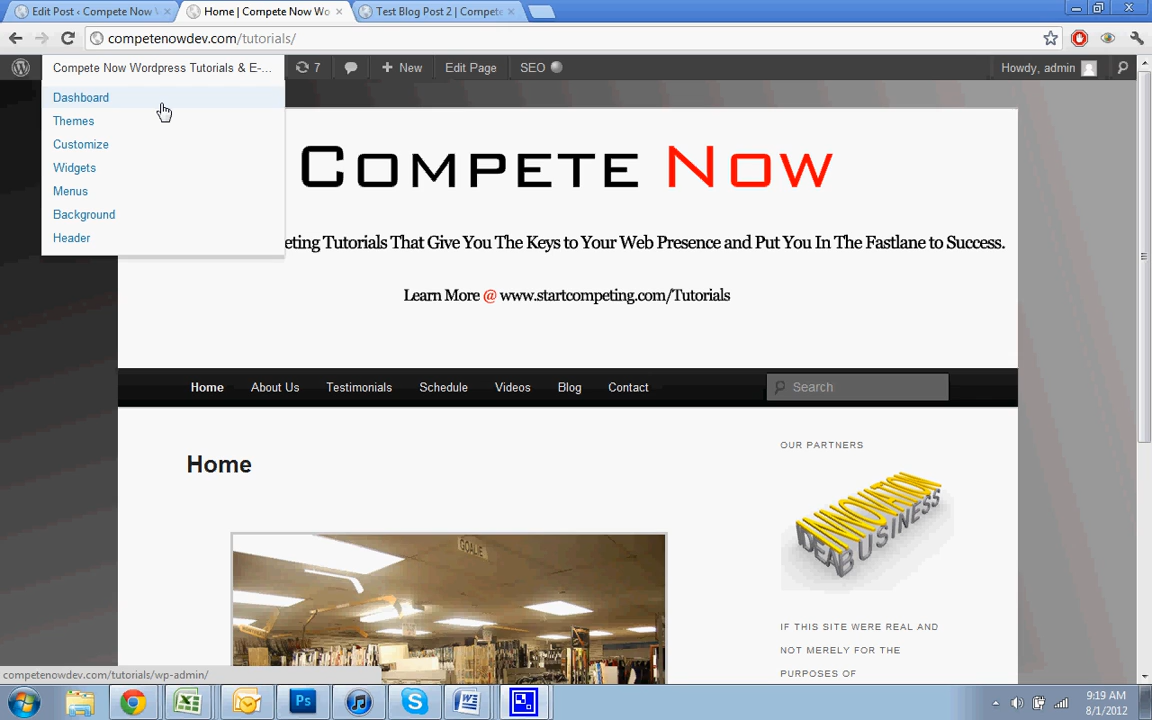 Edit Post ‹ Compete Now
Home | Compete Now Wo
Test Blog Post 2 | Compete
competenowdev.com/tutorials/
Compete Now Wordpress Tutorials & E-...
7
New
Edit Page
SEO
Howdy, admin
Dashboard
Themes
Customize
Widgets
Menus
Background
Header
Compete Now
eting Tutorials That Give You The Keys to Your Web Presence and Put You In The Fastlane to Success.
Learn More @ www.startcompeting.com/Tutorials
Home
About Us
Testimonials
Schedule
Videos
Blog
Contact
Search
Home
OUR PARTNERS
INNOVATION
IDEA BUSINESS
GOALIE
IF THIS SITE WERE REAL AND
NOT MERELY FOR THE
PURPOSES OF
competenowdev.com/tutorials/wp-admin/
Ps
9:19 AM
8/1/2012